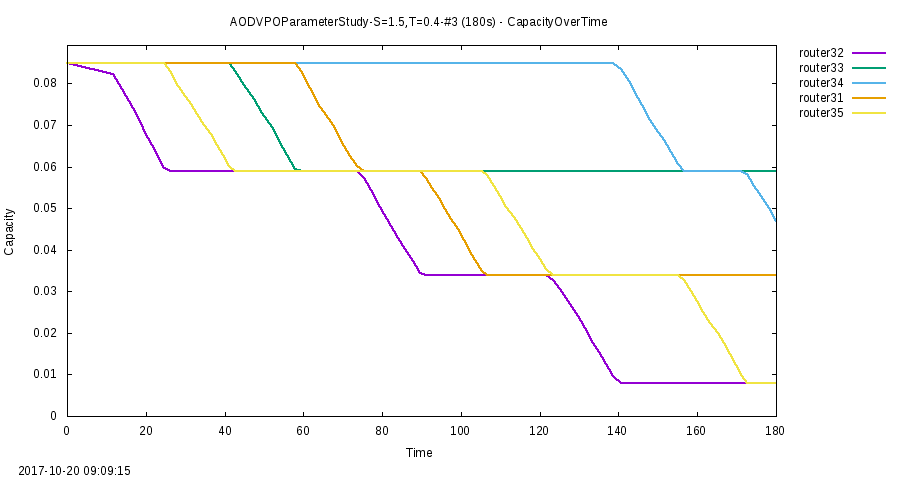 AODVPOParameterStudy-S=1.5,T=0.4-#3 (180s) - CapacityOverTime
router32
router33
router34
router31
router35
0.08
0.07
0.06
0.05
0.04
0.03
0.02
0.01
0
Capacity
0 20 40 60 80 100 120 140 160 180
Time
2017-10-20 09:09:15